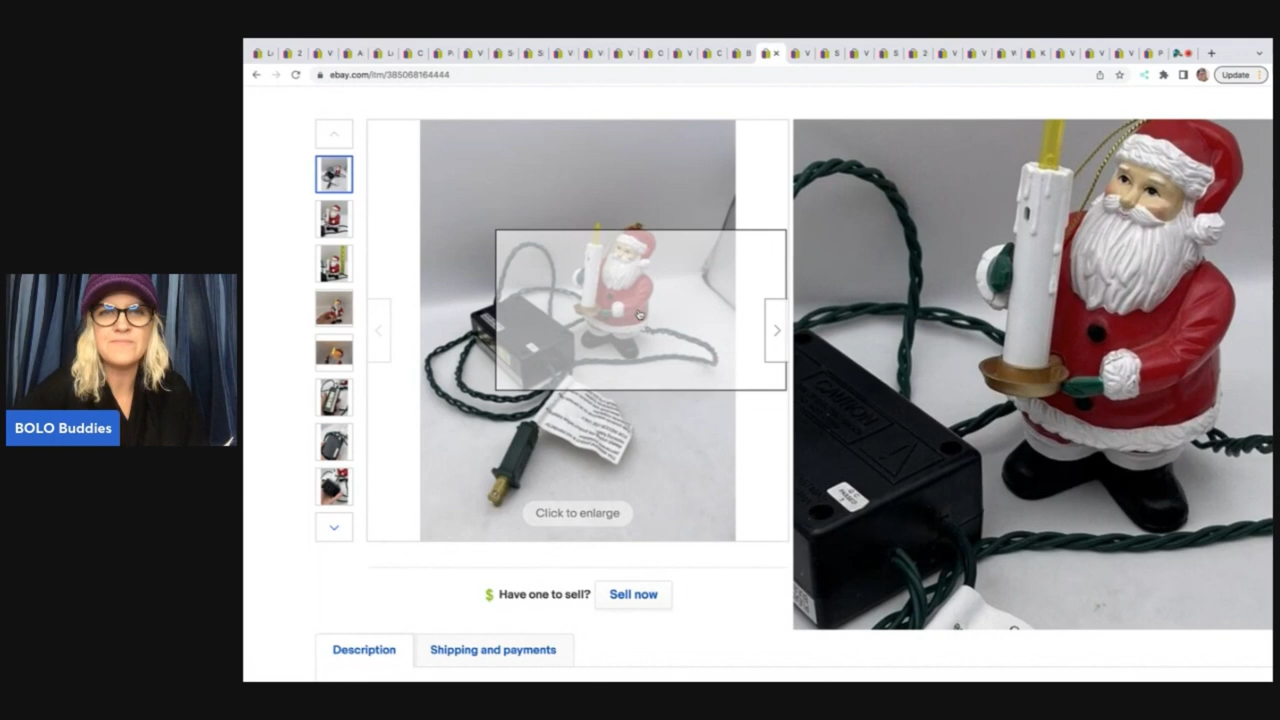 ebay.com/itm/385068164444
Update
CAUTION
Click to enlarge
BOLO Buddies
$ Have one to sell? Sell now
Description
Shipping and payments